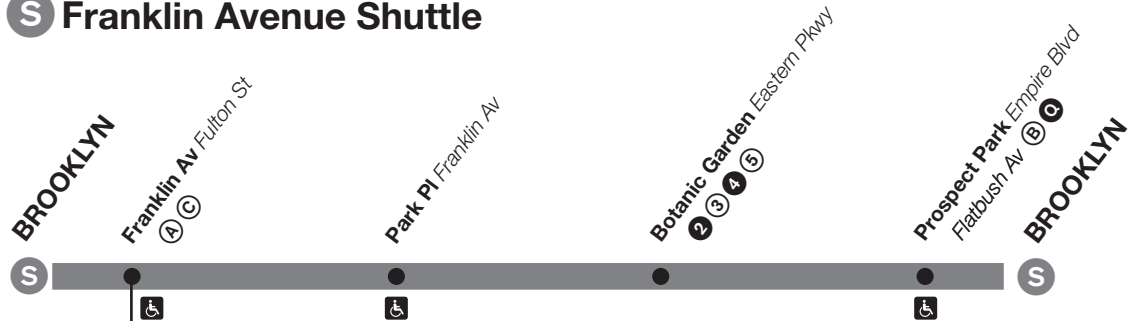 S Franklin Avenue Shuttle
BROOKLYN
Franklin Av Fulton St
A C
Park Pl Franklin Av
Botanic Garden Eastern Pkwy
2 3 4 5
Prospect Park Empire Blvd
Flatbush Av B Q
BROOKLYN
S
S